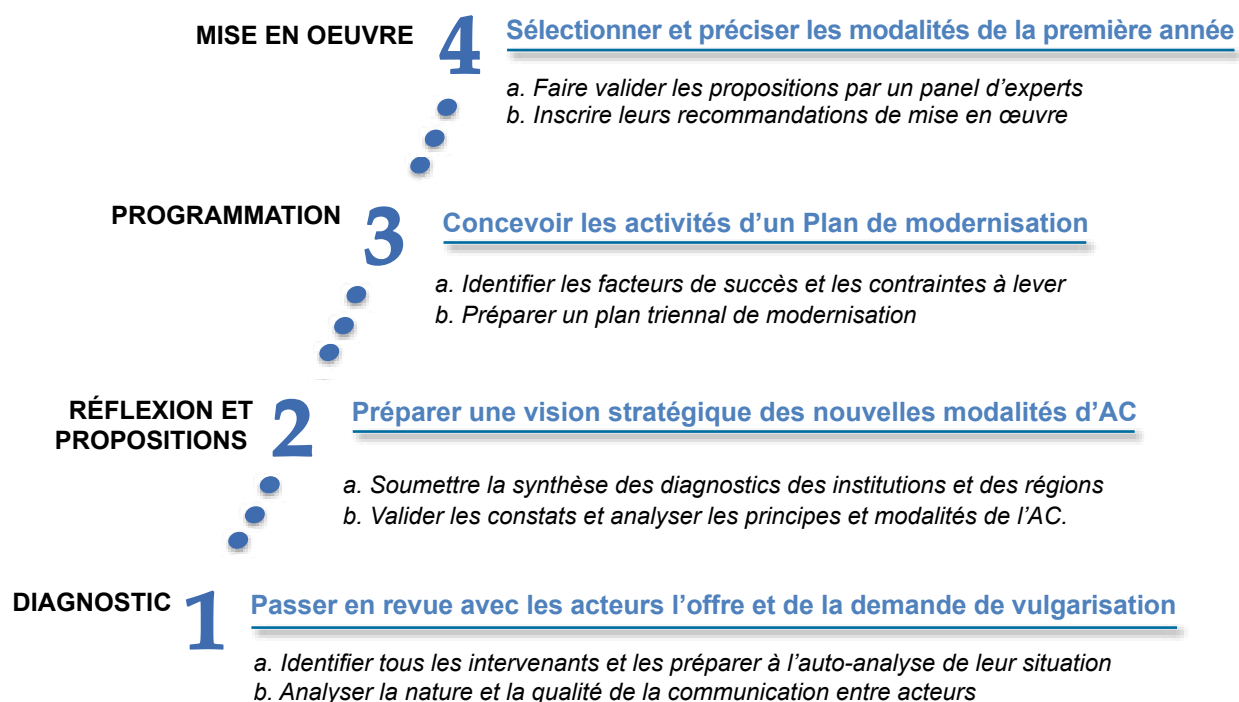 MISE EN OEUVRE 4 Sélectionner et préciser les modalités de la première année
a. Faire valider les propositions par un panel d'experts
b. Inscrire leurs recommandations de mise en œuvre
PROGRAMMATION 3 Concevoir les activités d'un Plan de modernisation
a. Identifier les facteurs de succès et les contraintes à lever
b. Préparer un plan triennal de modernisation
RÉFLEXION ET
PROPOSITIONS 2 Préparer une vision stratégique des nouvelles modalités d'AC
a. Soumettre la synthèse des diagnostics des institutions et des régions
b. Valider les constats et analyser les principes et modalités de l'AC.
DIAGNOSTIC 1 Passer en revue avec les acteurs l'offre et de la demande de vulgarisation
a. Identifier tous les intervenants et les préparer à l'auto-analyse de leur situation
b. Analyser la nature et la qualité de la communication entre acteurs